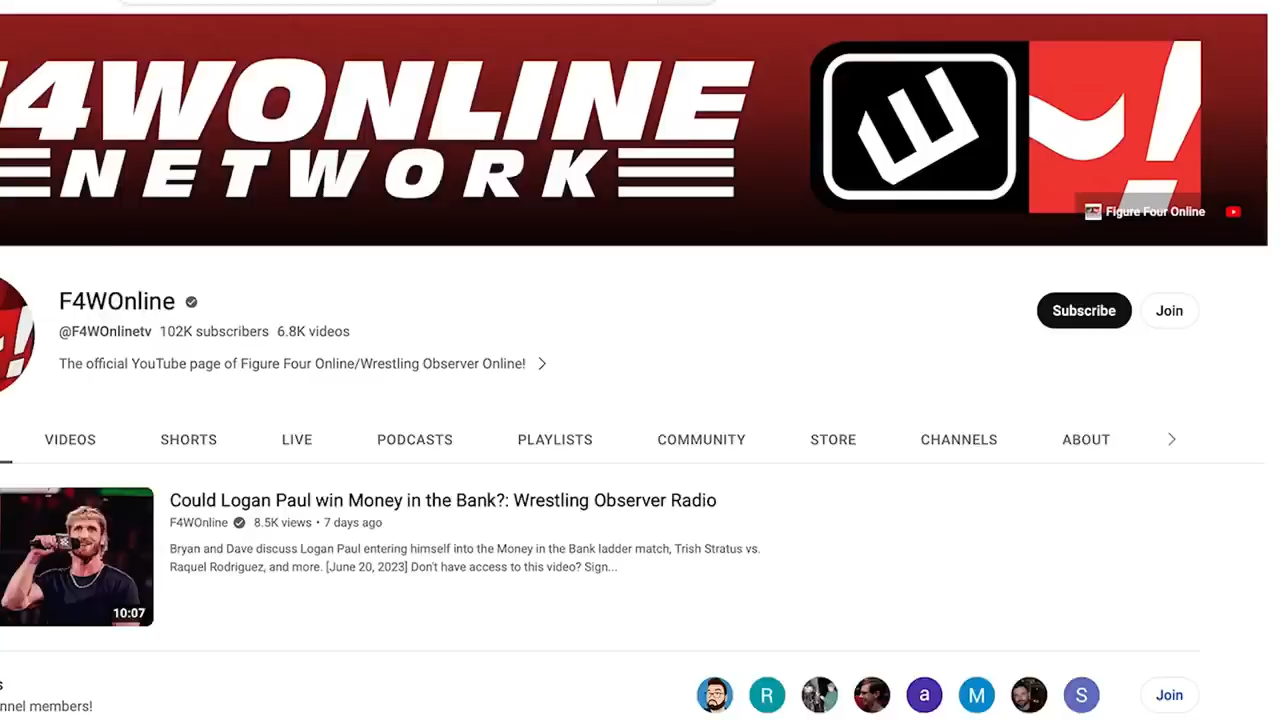 F4WONLINE
NETWORK
Figure Four Online
F4WOnline
@F4WOnlinetv 102K subscribers 6.8K videos
The official YouTube page of Figure Four Online/Wrestling Observer Online!
Subscribe
Join
VIDEOS SHORTS LIVE PODCASTS PLAYLISTS COMMUNITY STORE CHANNELS ABOUT
10:07
Could Logan Paul win Money in the Bank?: Wrestling Observer Radio
F4WOnline 8.5K views • 7 days ago
Bryan and Dave discuss Logan Paul entering himself into the Money in the Bank ladder match, Trish Stratus vs.
Raquel Rodriguez, and more. [June 20, 2023] Don't have access to this video? Sign...
nnel members!
R a M S
Join